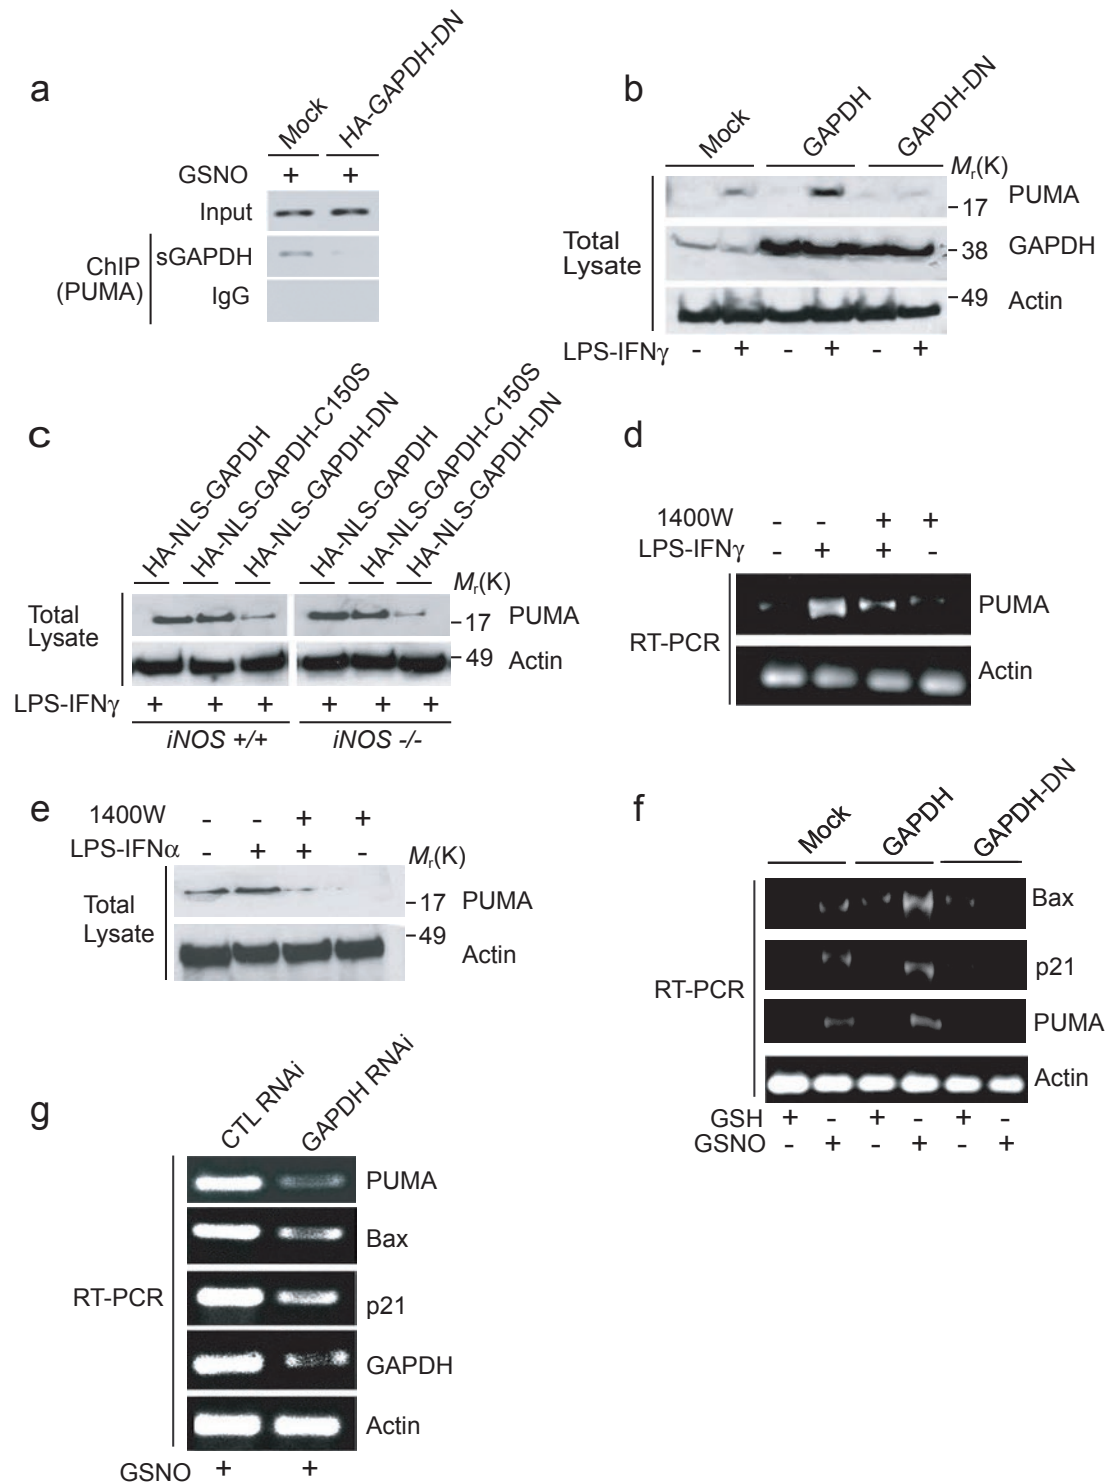 a
Mock
HA-GAPDH-DN
GSNO + +
Input
ChIP
(PUMA)
sGAPDH
IgG
b
Mock
GAPDH
GAPDH-DN
Mr(K)
Total
Lysate
17 PUMA
38 GAPDH
49 Actin
LPS-IFNγ - + - + - +
c
HA-NLS-GAPDH
HA-NLS-GAPDH-C150S
HA-NLS-GAPDH-DN
HA-NLS-GAPDH
HA-NLS-GAPDH-C150S
HA-NLS-GAPDH-DN
Mr(K)
Total
Lysate
17 PUMA
49 Actin
LPS-IFNγ + + + + + +
iNOS +/+
iNOS -/-
d
1400W - - + +
LPS-IFNγ - + + -
RT-PCR
PUMA
Actin
e
1400W - - + +
LPS-IFNα - + + -
Mr(K)
Total
Lysate
17 PUMA
49
Actin
f
Mock
GAPDH
GAPDH-DN
RT-PCR
Bax
p21
PUMA
Actin
GSH + - + - + -
GSNO - + - + - +
g
CTL RNAi
GAPDH RNAi
RT-PCR
PUMA
Bax
p21
GAPDH
Actin
GSNO + +